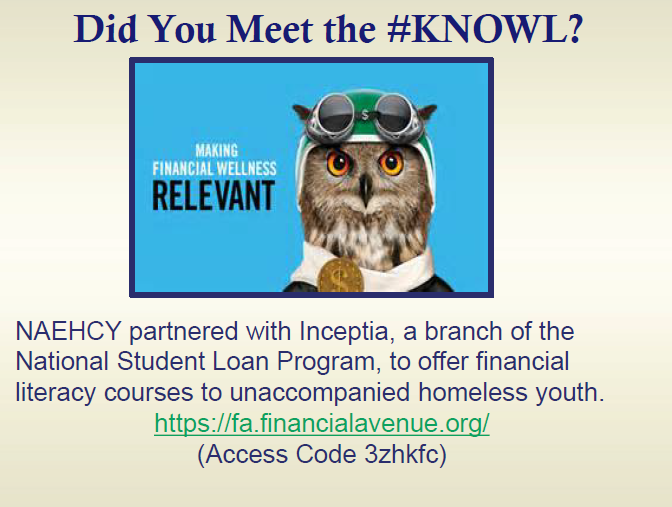 Did You Meet the #KNOWL?
$
MAKING
FINANCIAL WELLNESS
RELEVANT
$
NAEHCY partnered with Inceptia, a branch of the
National Student Loan Program, to offer financial
literacy courses to unaccompanied homeless youth.
https://fa.financialavenue.org/
(Access Code 3zhkfc)